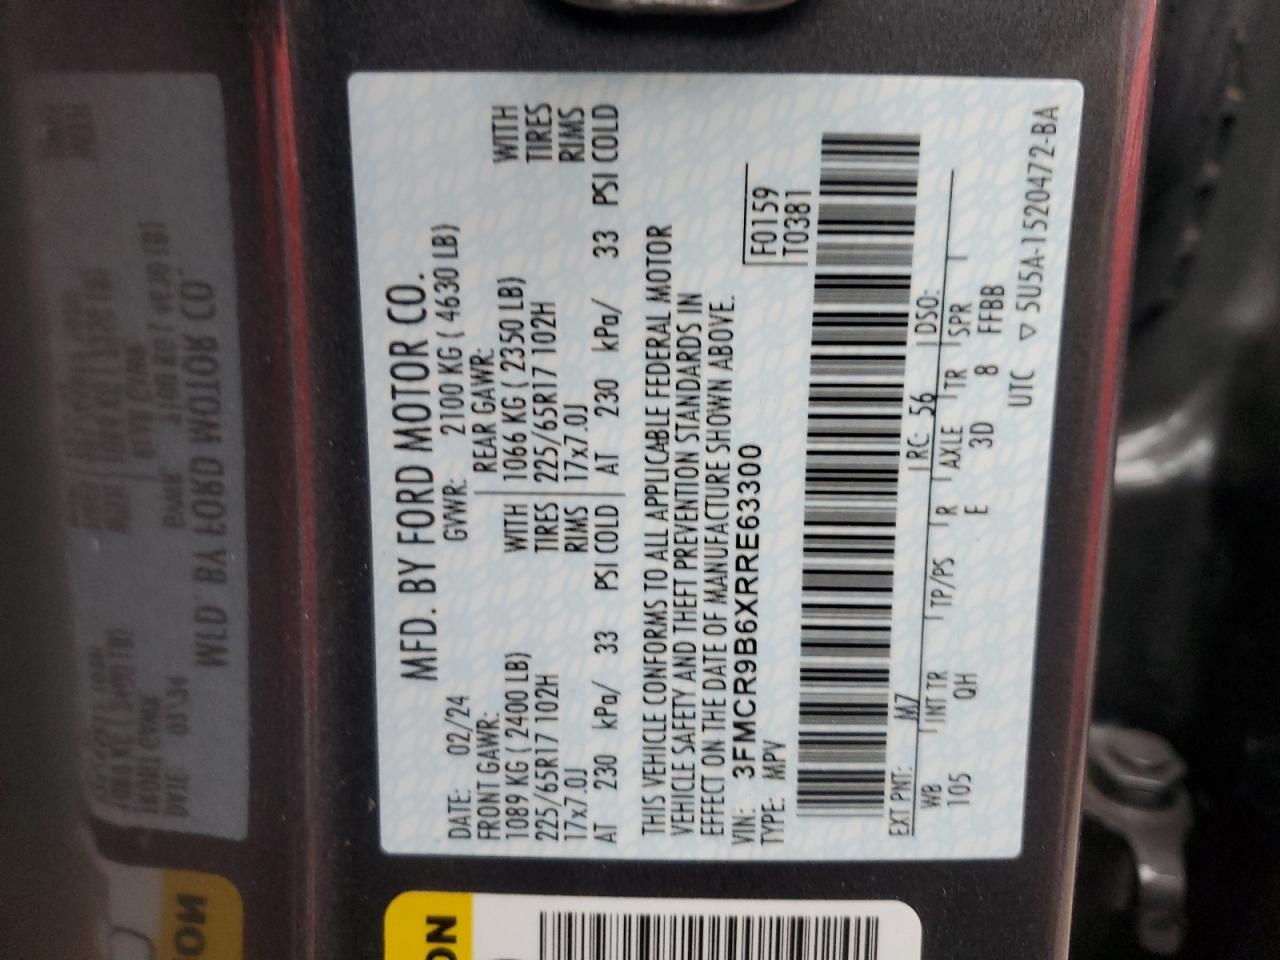 MFD. BY FORD MOTOR CO.
DATE: 02/24 GVWR: 2100 KG ( 4630 LB)
FRONT GAWR: REAR GAWR:
1089 KG ( 2400 LB) WITH 1066 KG ( 2350 LB) WITH
225/65R17 102H TIRES 225/65R17 102H TIRES
17x7.0J RIMS 17x7.0J RIMS
AT 230 kPa/ 33 PSI COLD AT 230 kPa/ 33 PSI COLD
THIS VEHICLE CONFORMS TO ALL APPLICABLE FEDERAL MOTOR
VEHICLE SAFETY AND THEFT PREVENTION STANDARDS IN
EFFECT ON THE DATE OF MANUFACTURE SHOWN ABOVE.
VIN: 3FMCR9B6XRRE63300 F0159
TYPE: MPV T0381
EXT PNT: M7 RC: 56 DSO:
WB INT TR TP/PS R AXLE TR SPR
105 QH E 3D 8 FFBB
UTC ▽ 5U5A-1520472-BA
ON